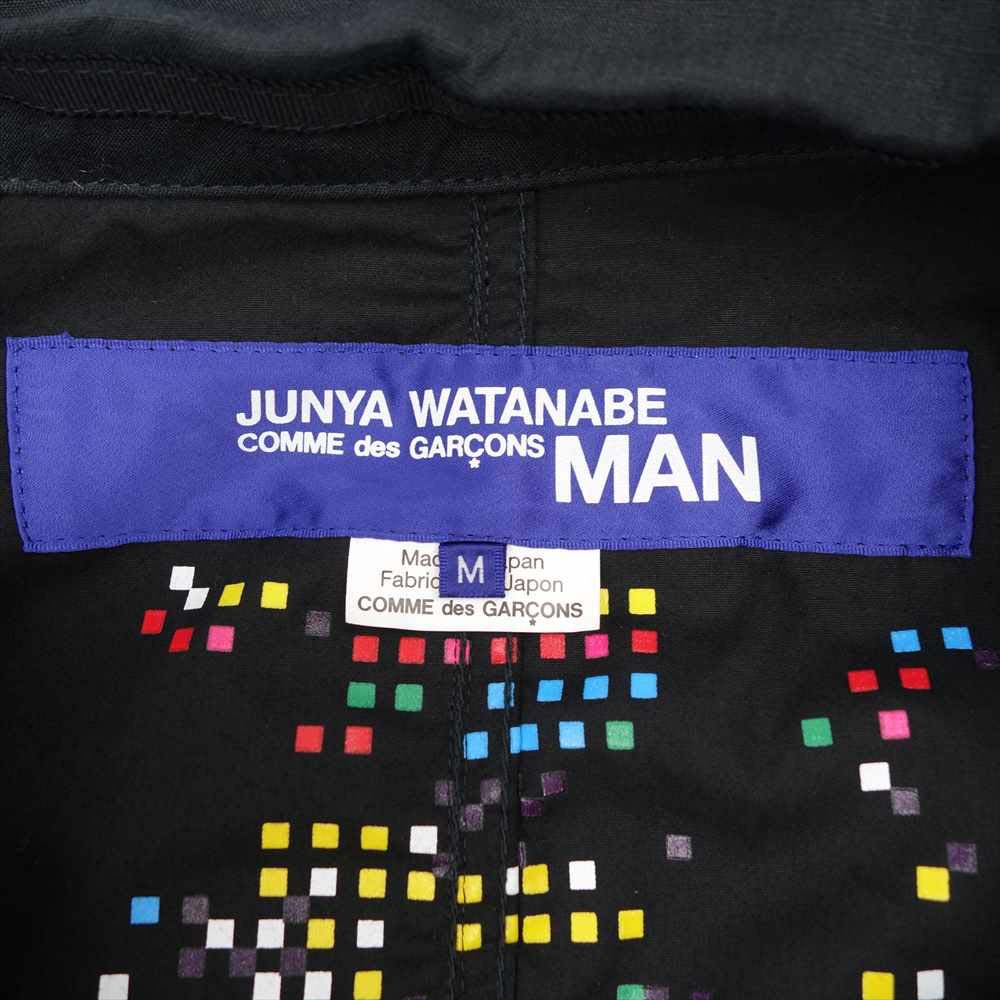 JUNYA WATANABE
COMME des GARÇONS MAN
M
COMME des GARÇONS